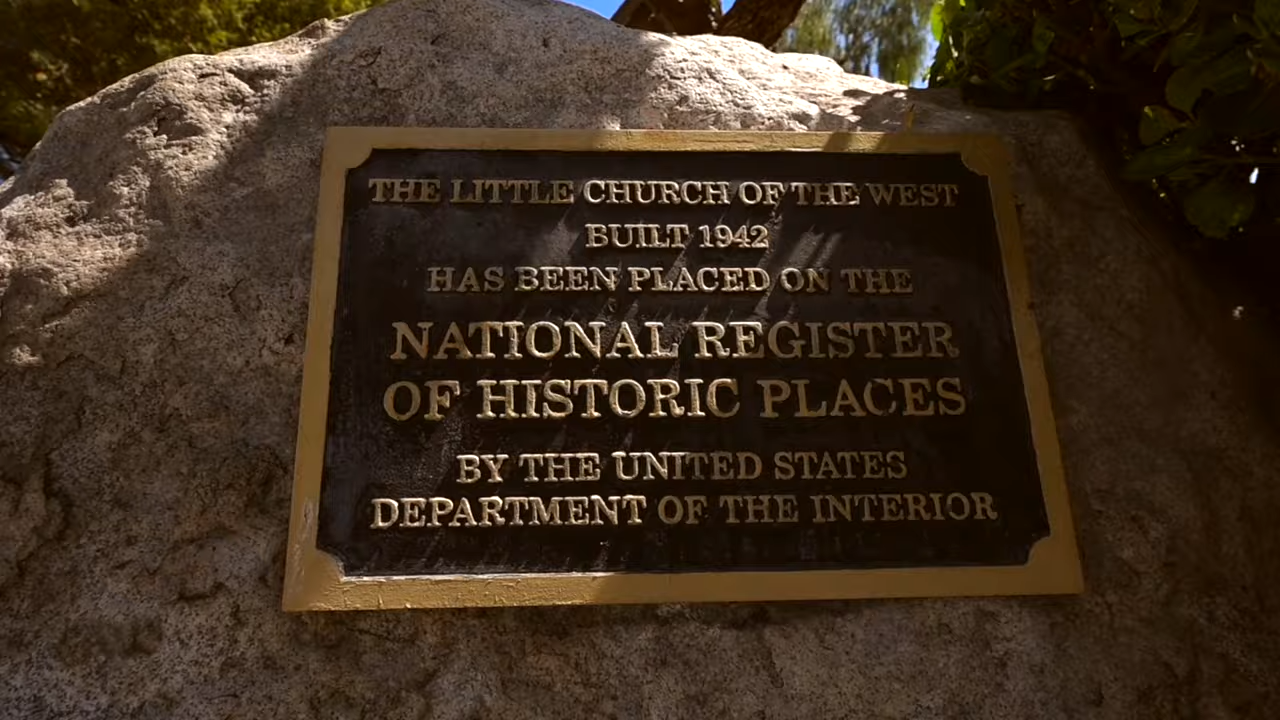 THE LITTLE CHURCH OF THE WEST
BUILT 1942
HAS BEEN PLACED ON THE
NATIONAL REGISTER
OF HISTORIC PLACES
BY THE UNITED STATES
DEPARTMENT OF THE INTERIOR